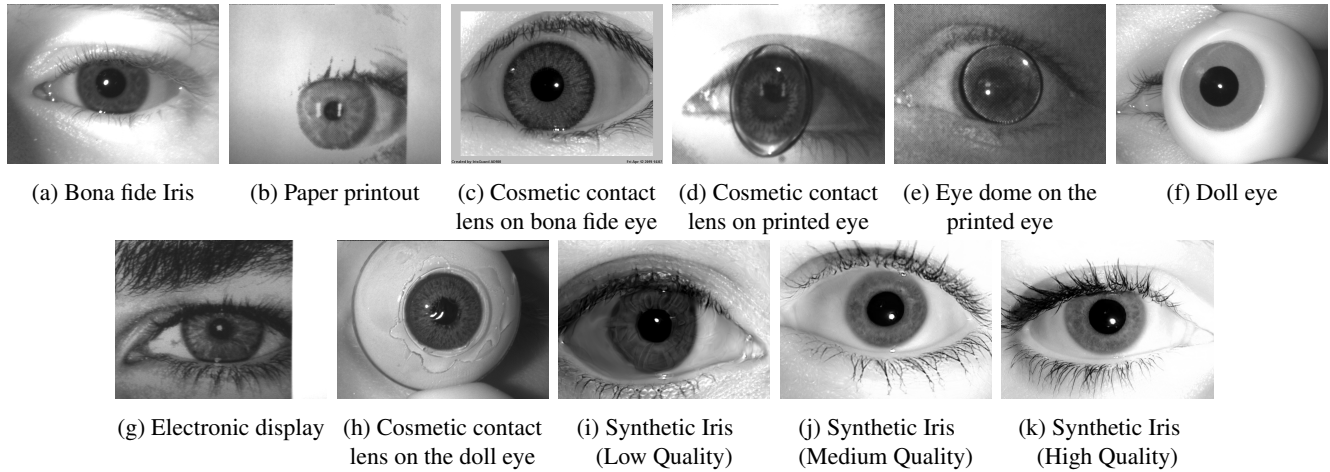 (a) Bona fide Iris
(b) Paper printout
(c) Cosmetic contact
lens on bona fide eye
(d) Cosmetic contact
lens on printed eye
(e) Eye dome on the
printed eye
(f) Doll eye
(g) Electronic display
(h) Cosmetic contact
lens on the doll eye
(i) Synthetic Iris
(Low Quality)
(j) Synthetic Iris
(Medium Quality)
(k) Synthetic Iris
(High Quality)